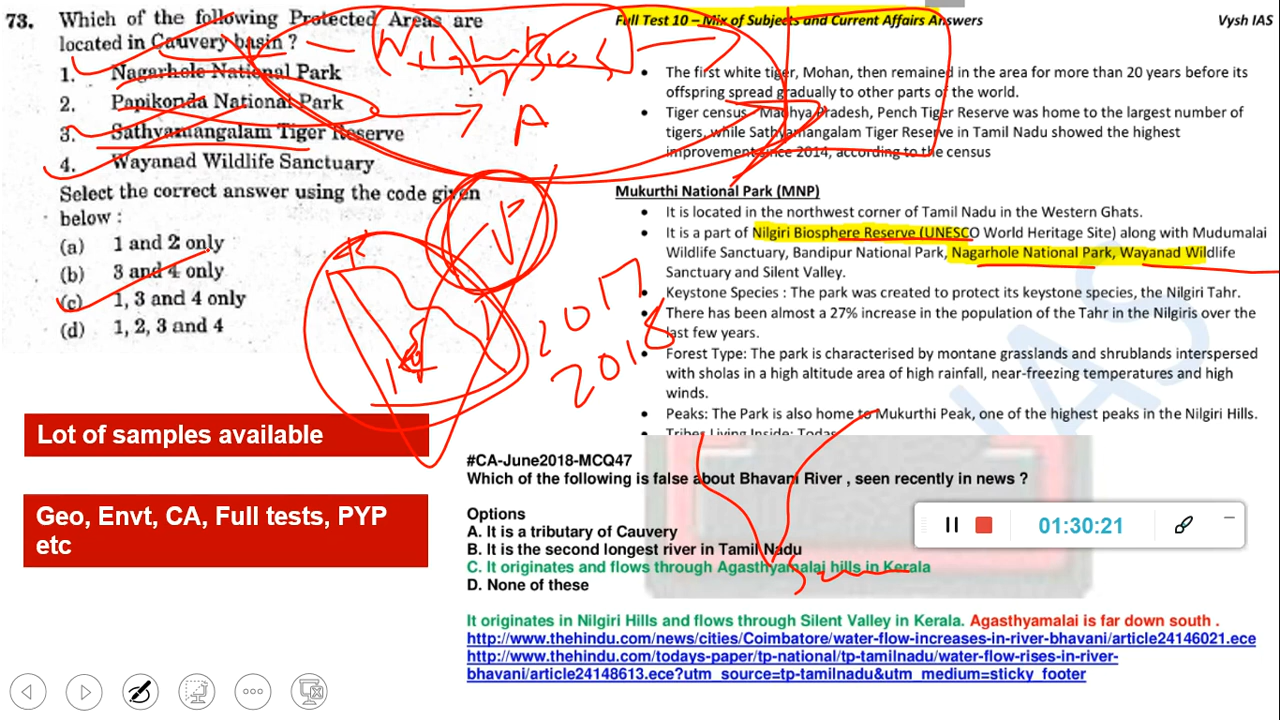 73. Which of the following Protected Areas are
located in Cauvery basin ?
1. Nagarhole National Park
2. Papikonda National Park
3. Sathyamangalam Tiger Reserve
4. Wayanad Wildlife Sanctuary
Select the correct answer using the code given
below :
(a) 1 and 2 only
(b) 3 and 4 only
(c) 1, 3 and 4 only
(d) 1, 2, 3 and 4
A
2017
2018
Lot of samples available
Geo, Envt, CA, Full tests, PYP
etc
Full Test 10 – Mix of Subjects and Current Affairs Answers
Vysh IAS
The first white tiger, Mohan, then remained in the area for more than 20 years before its
offspring spread gradually to other parts of the world.
Tiger census - Madhya Pradesh, Pench Tiger Reserve was home to the largest number of
tigers, while Sathyamangalam Tiger Reserve in Tamil Nadu showed the highest
improvement since 2014, according to the census
Mukurthi National Park (MNP)
It is located in the northwest corner of Tamil Nadu in the Western Ghats.
It is a part of Nilgiri Biosphere Reserve (UNESCO World Heritage Site) along with Mudumalai
Wildlife Sanctuary, Bandipur National Park, Nagarhole National Park, Wayanad Wildlife
Sanctuary and Silent Valley.
Keystone Species : The park was created to protect its keystone species, the Nilgiri Tahr.
There has been almost a 27% increase in the population of the Tahr in the Nilgiris over the
last few years.
Forest Type: The park is characterised by montane grasslands and shrublands interspersed
with sholas in a high altitude area of high rainfall, near-freezing temperatures and high
winds.
Peaks: The Park is also home to Mukurthi Peak, one of the highest peaks in the Nilgiri Hills.
Tribes Living Inside: Todas
IAS
#CA-June2018-MCQ47
Which of the following is false about Bhavani River , seen recently in news ?
Options
A. It is a tributary of Cauvery
B. It is the second longest river in Tamil Nadu
C. It originates and flows through Agasthyamalai hills in Kerala
D. None of these
01:30:21
It originates in Nilgiri Hills and flows through Silent Valley in Kerala. Agasthyamalai is far down south .
http://www.thehindu.com/news/cities/Coimbatore/water-flow-increases-in-river-bhavani/article24146021.ece
http://www.thehindu.com/todays-paper/tp-national/tp-tamilnadu/water-flow-rises-in-river-
bhavani/article24148613.ece?utm_source=tp-tamilnadu&utm_medium=sticky_footer